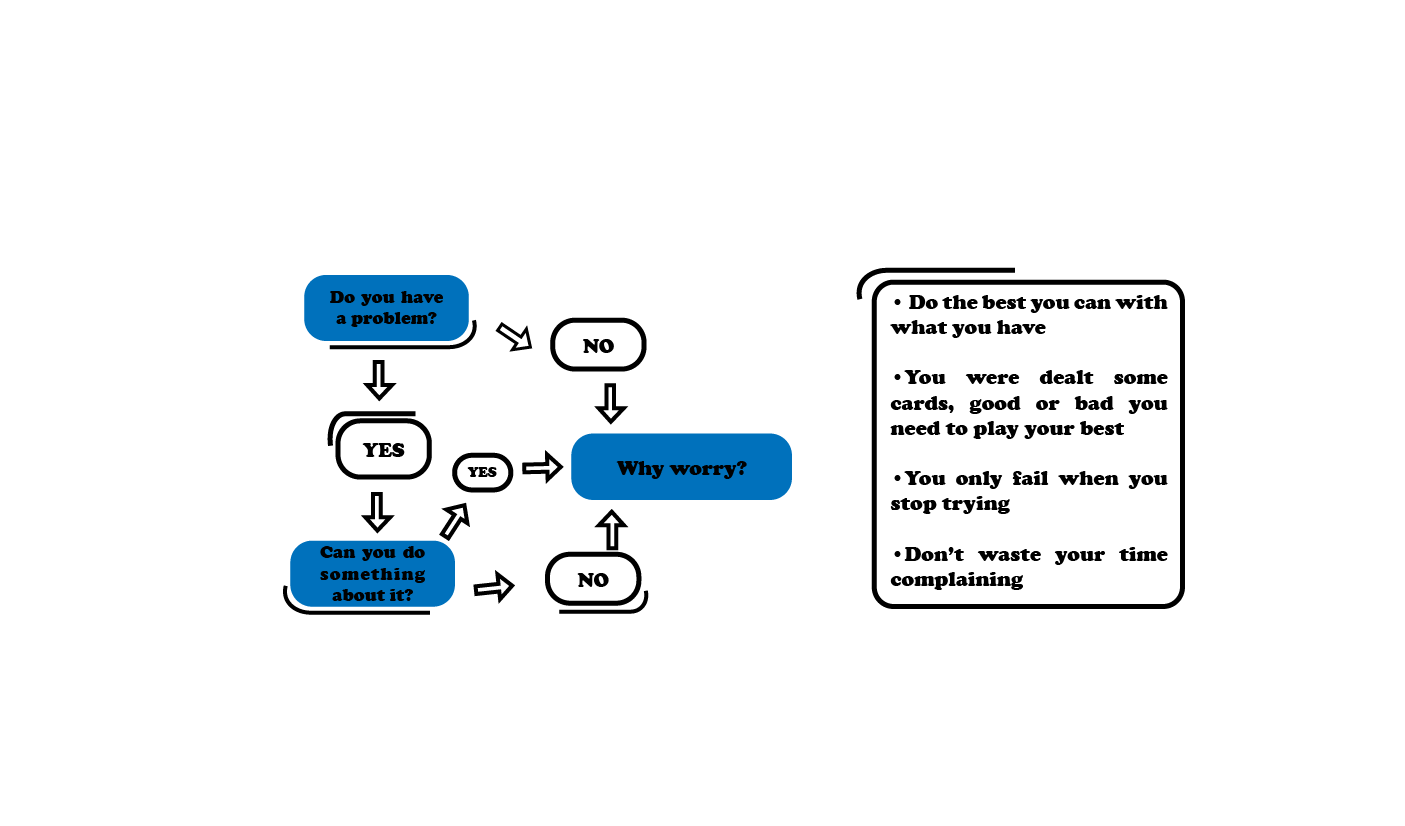 Do you have
a problem?
NO
YES
YES
Why worry?
Can you do
something
about it?
NO
• Do the best you can with
what you have
•You were dealt some
cards, good or bad you
need to play your best
•You only fail when you
stop trying
•Don't waste your time
complaining